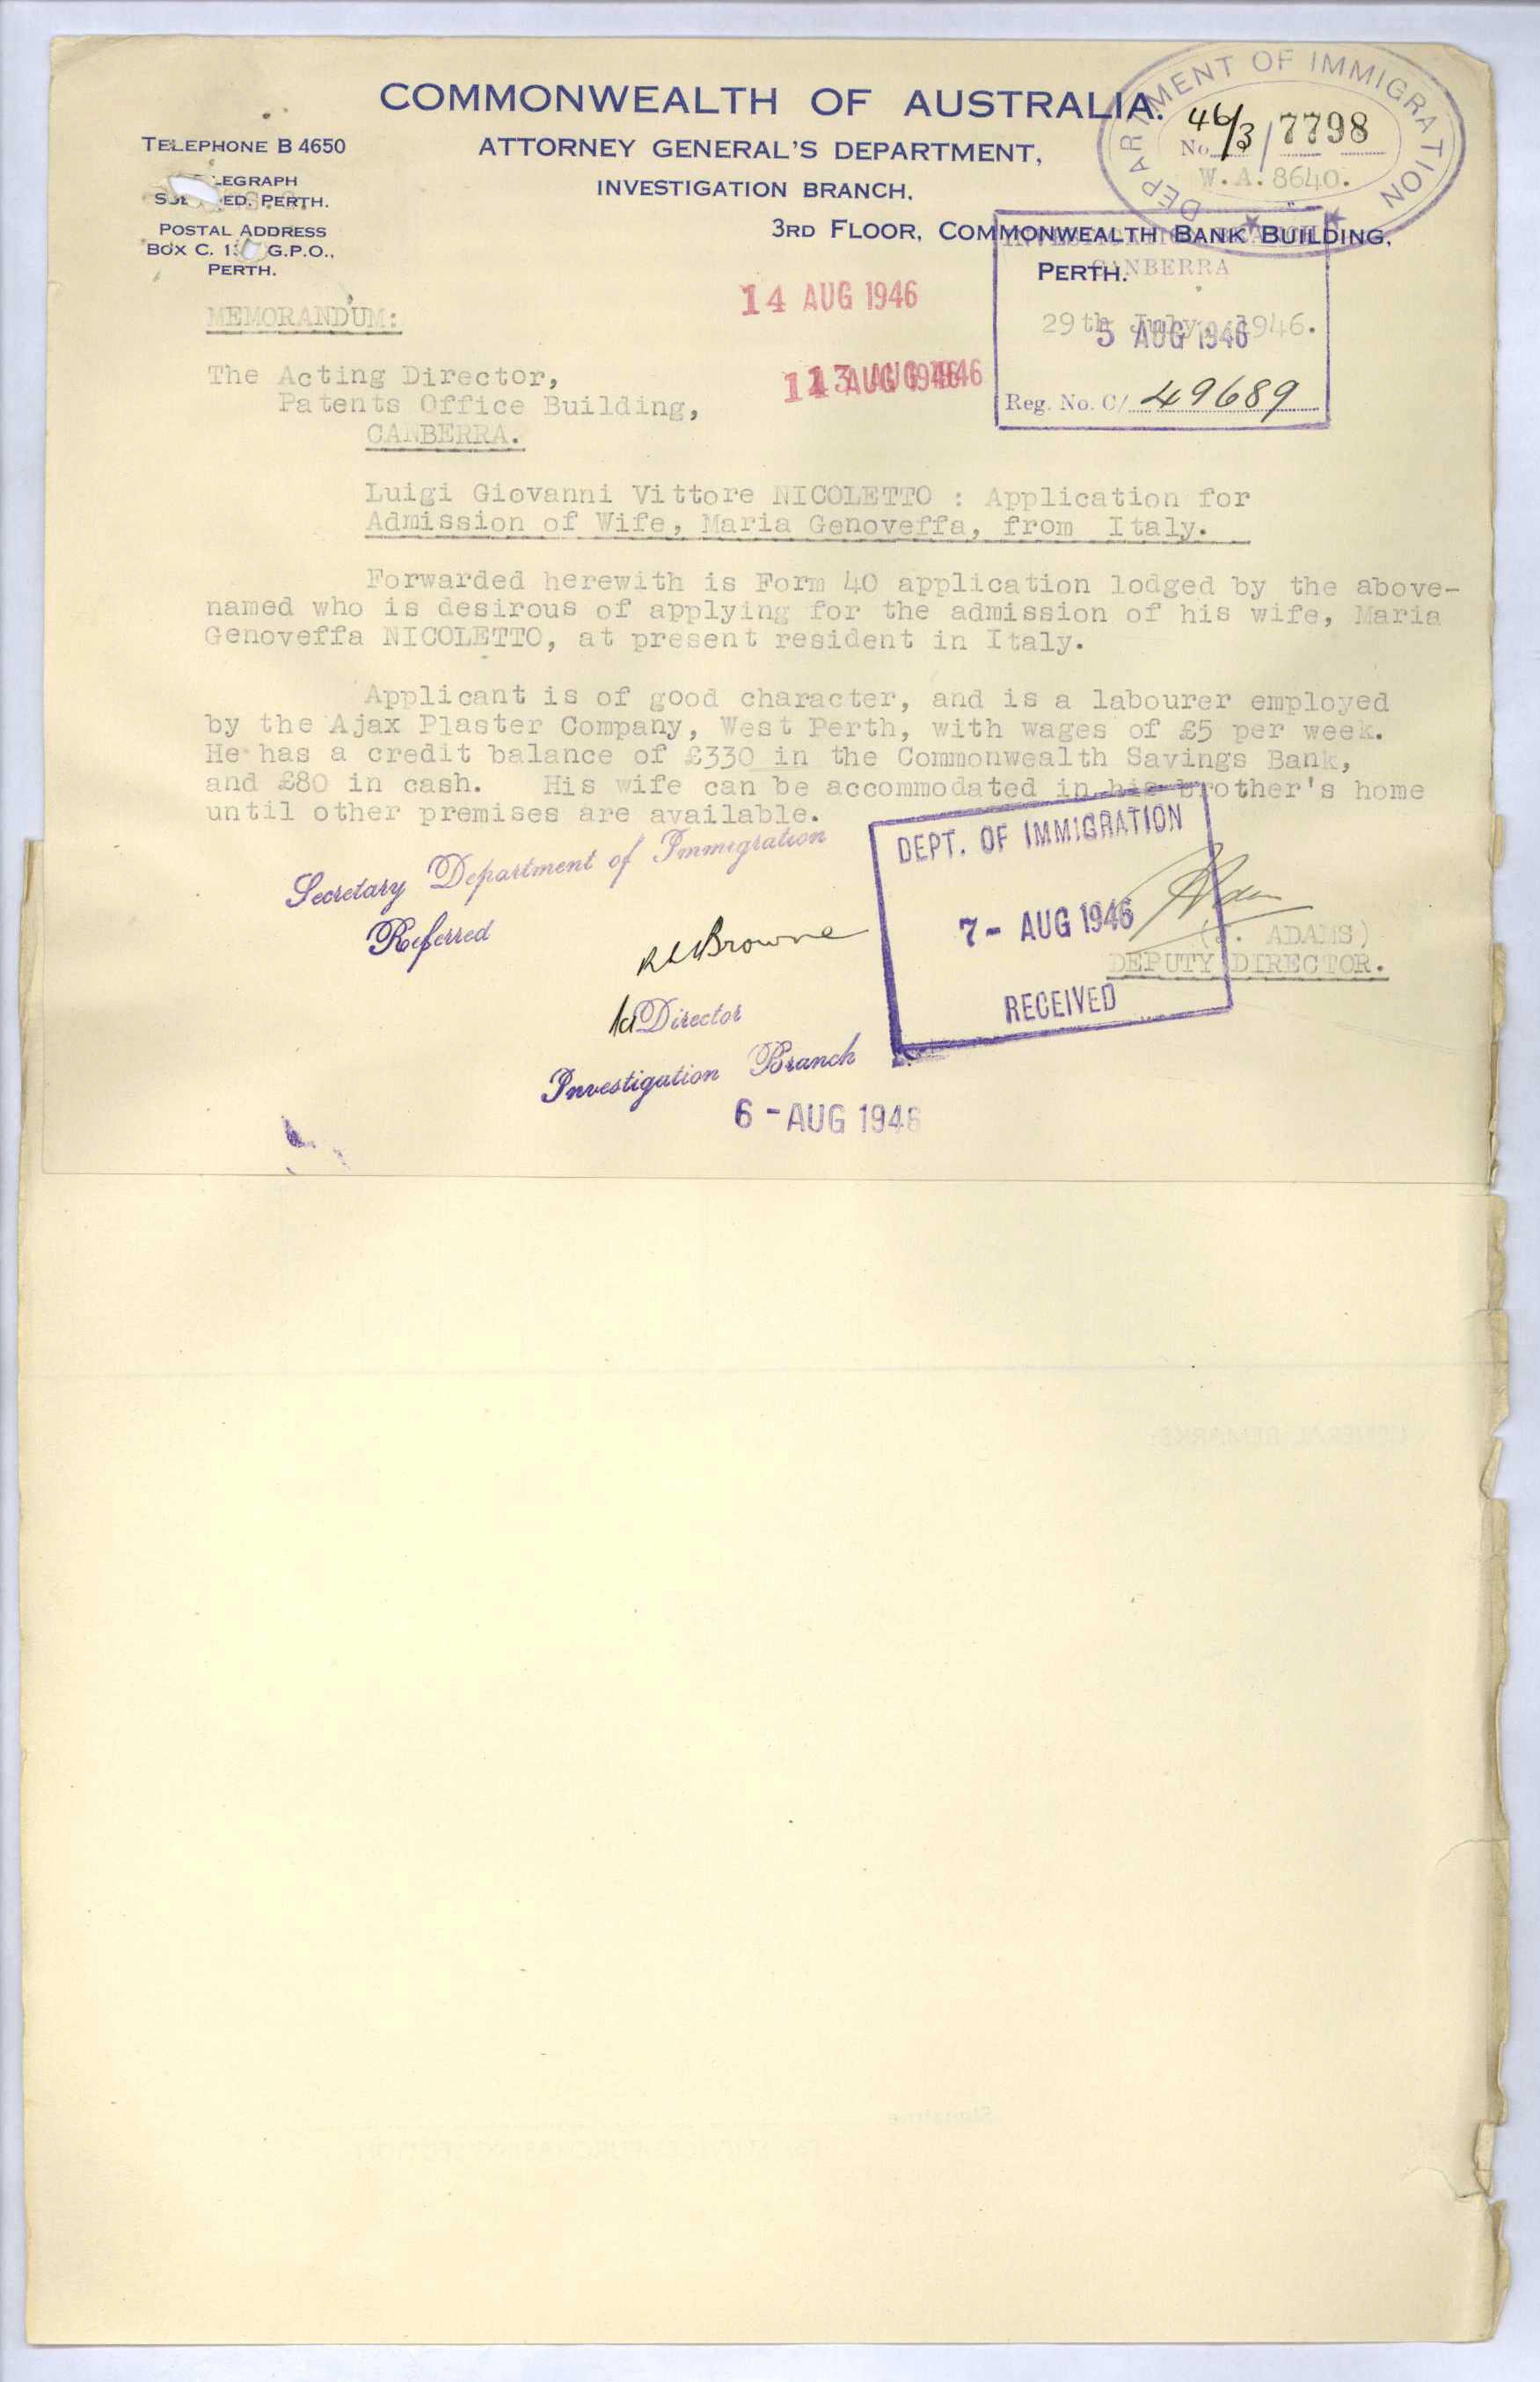 COMMONWEALTH OF AUSTRALIA.
DEPARTMENT OF IMMIGRATION
No. 46/3/7798
W.A. 8640.
TELEPHONE B 4650
ATTORNEY GENERAL'S DEPARTMENT,
INVESTIGATION BRANCH,
PERTH.
3RD FLOOR, COMMONWEALTH BANK BUILDING,
PERTH.
POSTAL ADDRESS
BOX C. G.P.O.,
PERTH.
INVESTIGATION BRANCH
CANBERRA
5 AUG 1946
Reg. No. C/ 49689
14 AUG 1946
29th July, 1946.
MEMORANDUM:
13 AUG 1946
The Acting Director,
Patents Office Building,
CANBERRA.
Luigi Giovanni Vittore NICOLETTO : Application for
Admission of Wife, Maria Genoveffa, from Italy.
Forwarded herewith is Form 40 application lodged by the above-
named who is desirous of applying for the admission of his wife, Maria
Genoveffa NICOLETTO, at present resident in Italy.
Applicant is of good character, and is a labourer employed
by the Ajax Plaster Company, West Perth, with wages of £5 per week.
He has a credit balance of £330 in the Commonwealth Savings Bank,
and £80 in cash. His wife can be accommodated in his brother's home
until other premises are available.
Secretary Department of Immigration
Referred
Browne
Director
Investigation Branch
6 - AUG 1946
DEPT. OF IMMIGRATION
7 - AUG 1946
RECEIVED
ADAMS)
DEPUTY DIRECTOR.